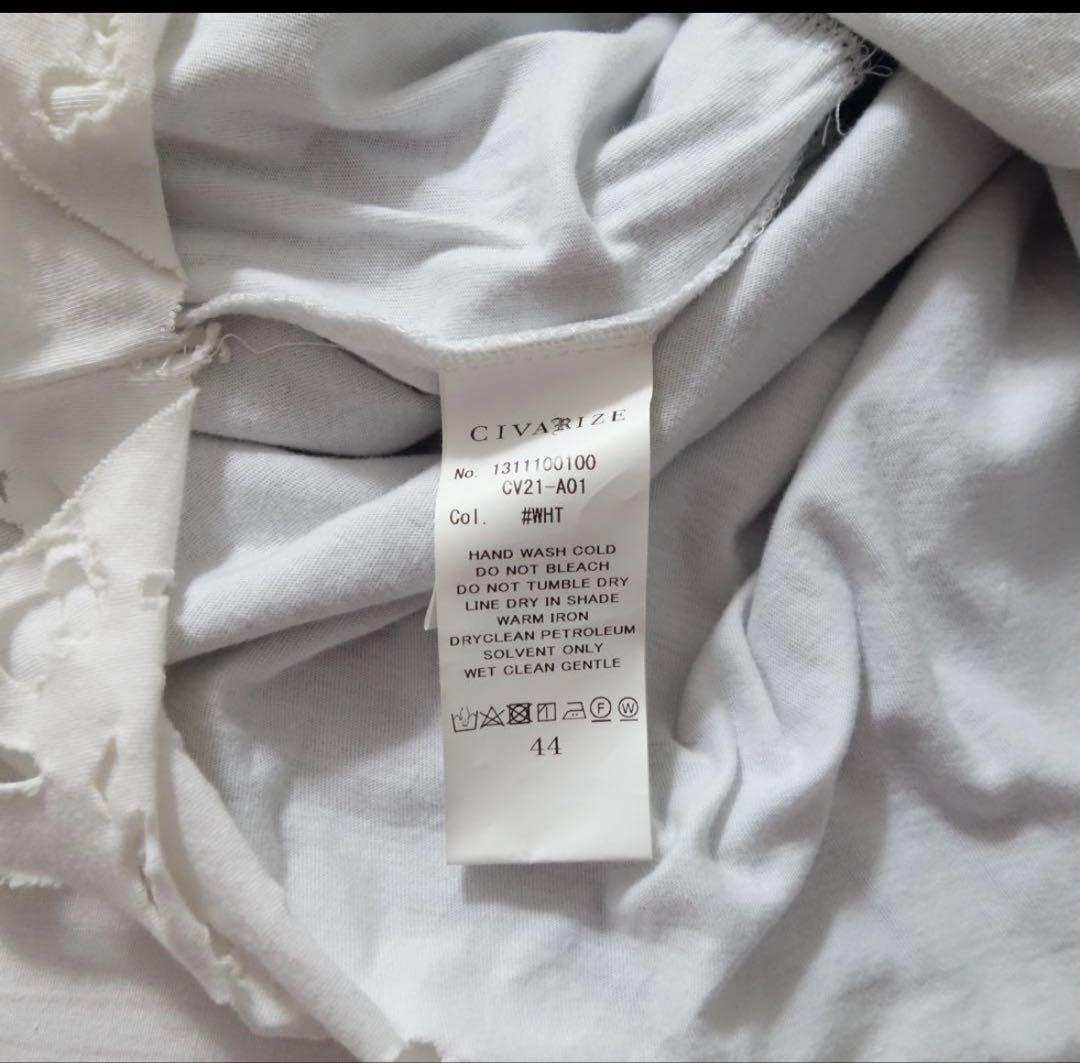 CIVARIZE
No. 1311100100
CV21-A01
Col. #WHT
HAND WASH COLD
DO NOT BLEACH
DO NOT TUMBLE DRY
LINE DRY IN SHADE
WARM IRON
DRYCLEAN PETROLEUM
SOLVENT ONLY
WET CLEAN GENTLE
F W
44